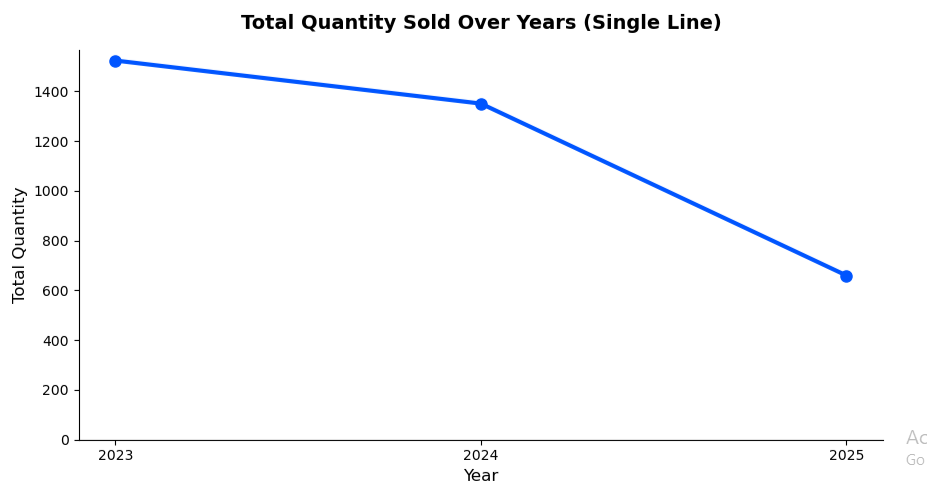 Total Quantity Sold Over Years (Single Line)
1400
1200
1000
800
600
400
200
0
Total Quantity
2023 2024 2025
Year
Ac
Go